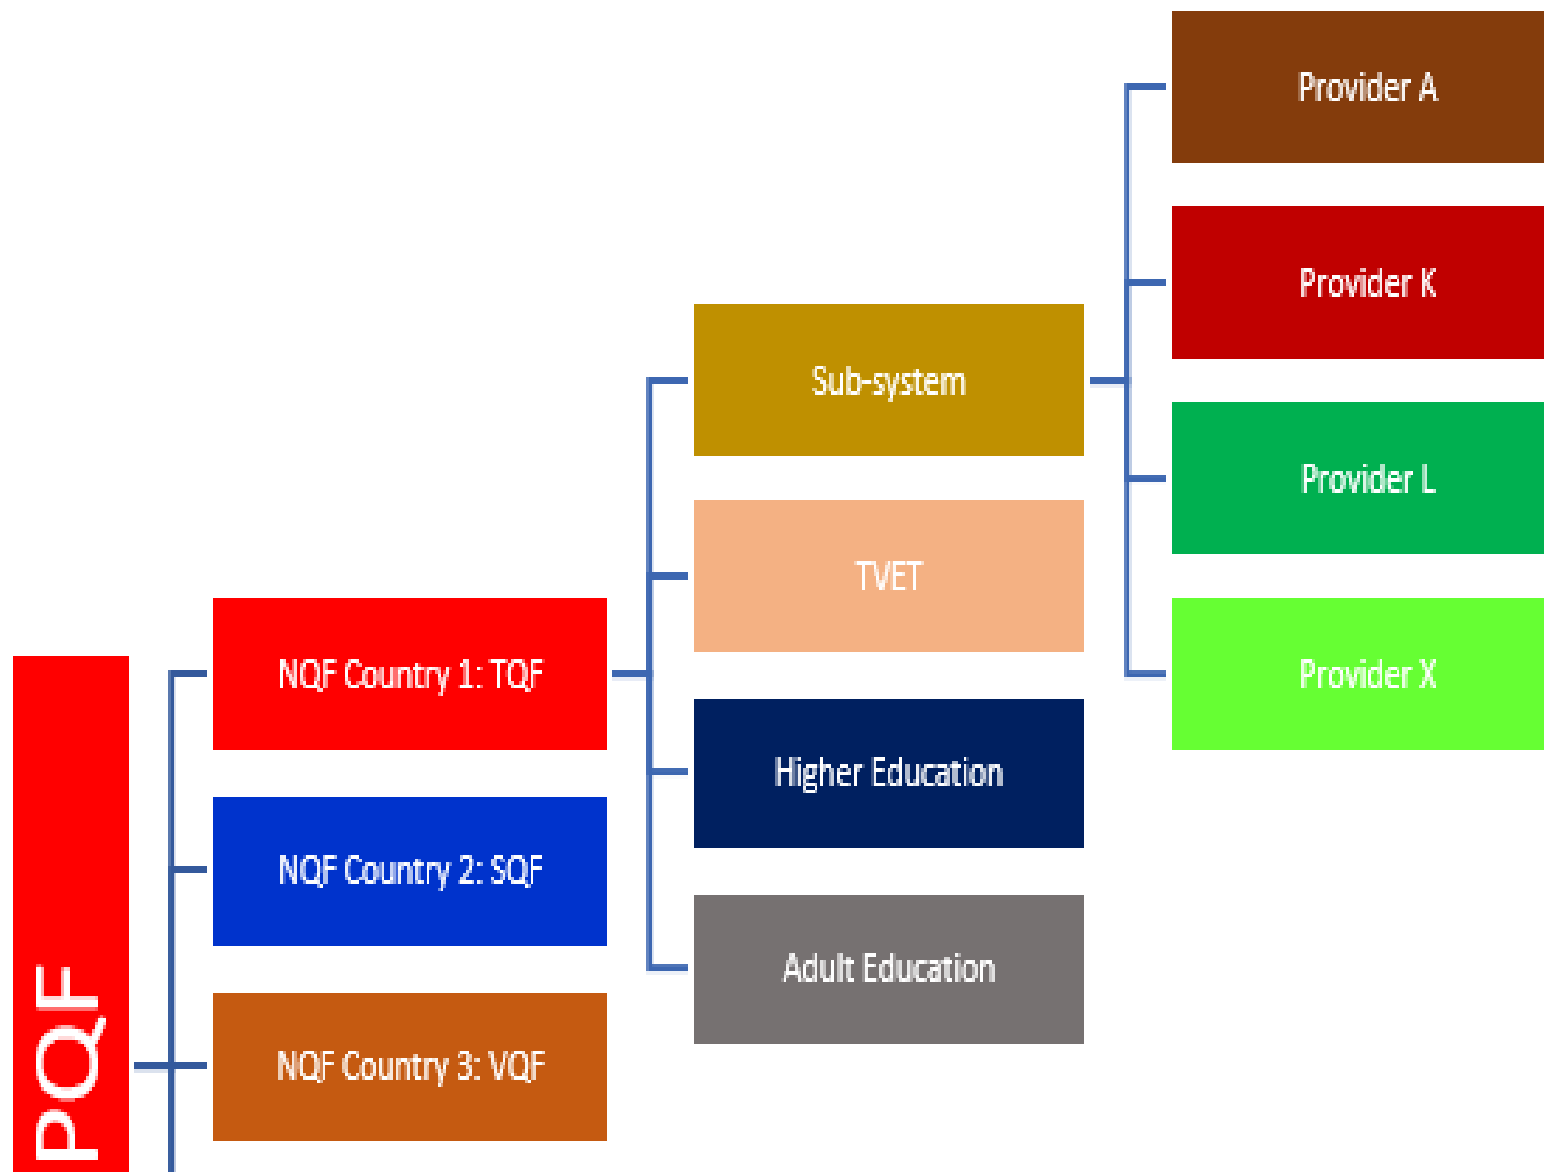 Provider A
Provider K
Sub-system
Provider L
TVET
NQF Country 1: TQF
Provider X
Higher Education
NQF Country 2: SQF
Adult Education
NQF Country 3: VQF
PQF